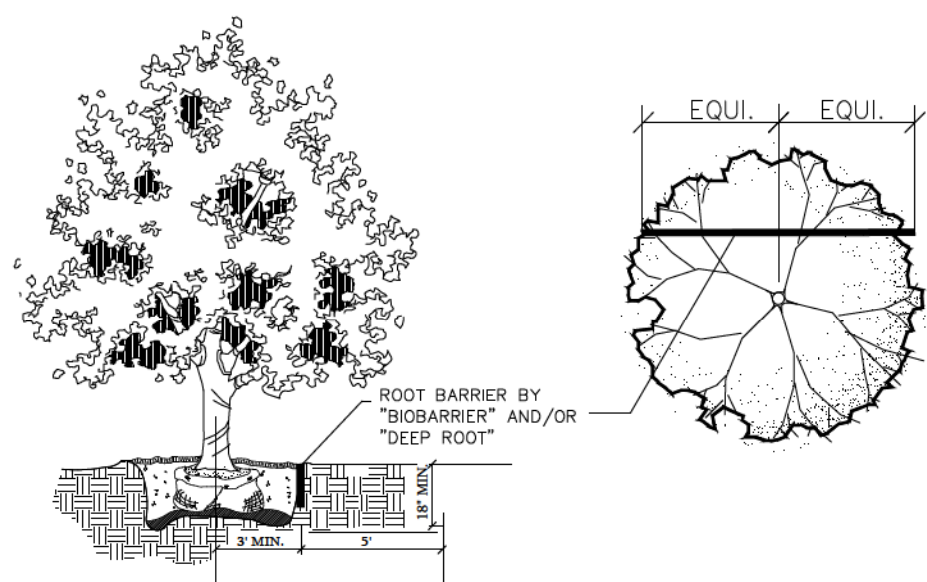 EQUI. EQUI.
ROOT BARRIER BY
"BIOBARRIER" AND/OR
"DEEP ROOT"
18" MIN.
3' MIN. 5'